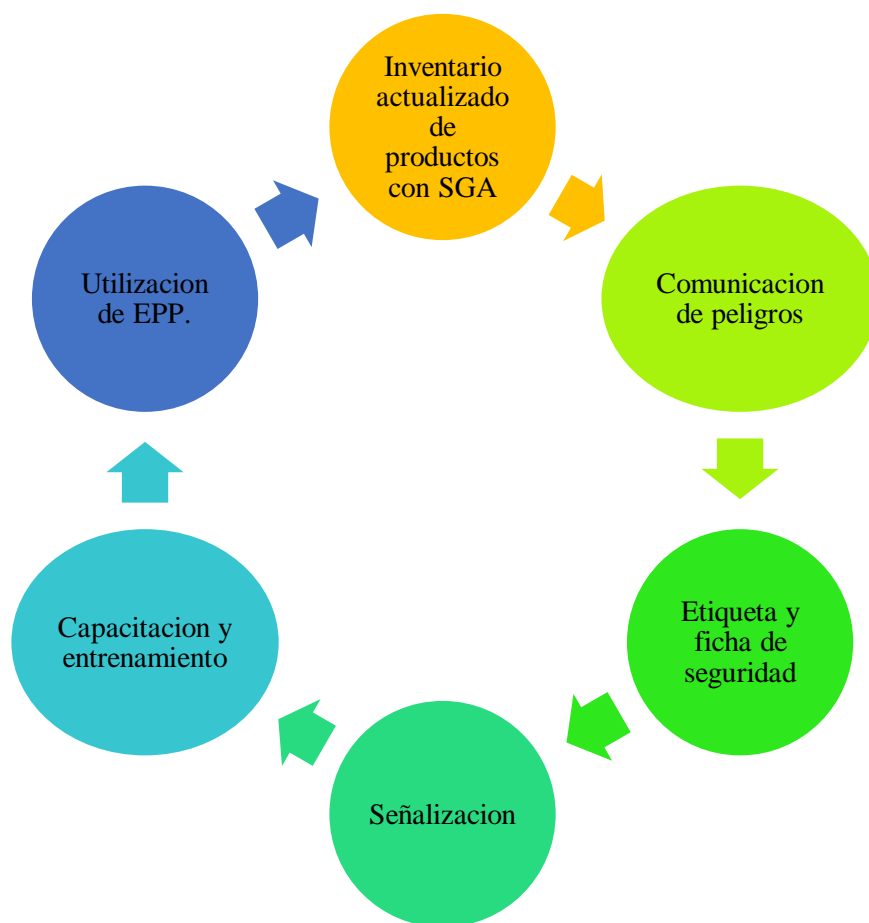 Inventario
actualizado
de
productos
con SGA
Comunicacion
de peligros
Etiqueta y
ficha de
seguridad
Señalizacion
Capacitacion y
entrenamiento
Utilizacion
de EPP.